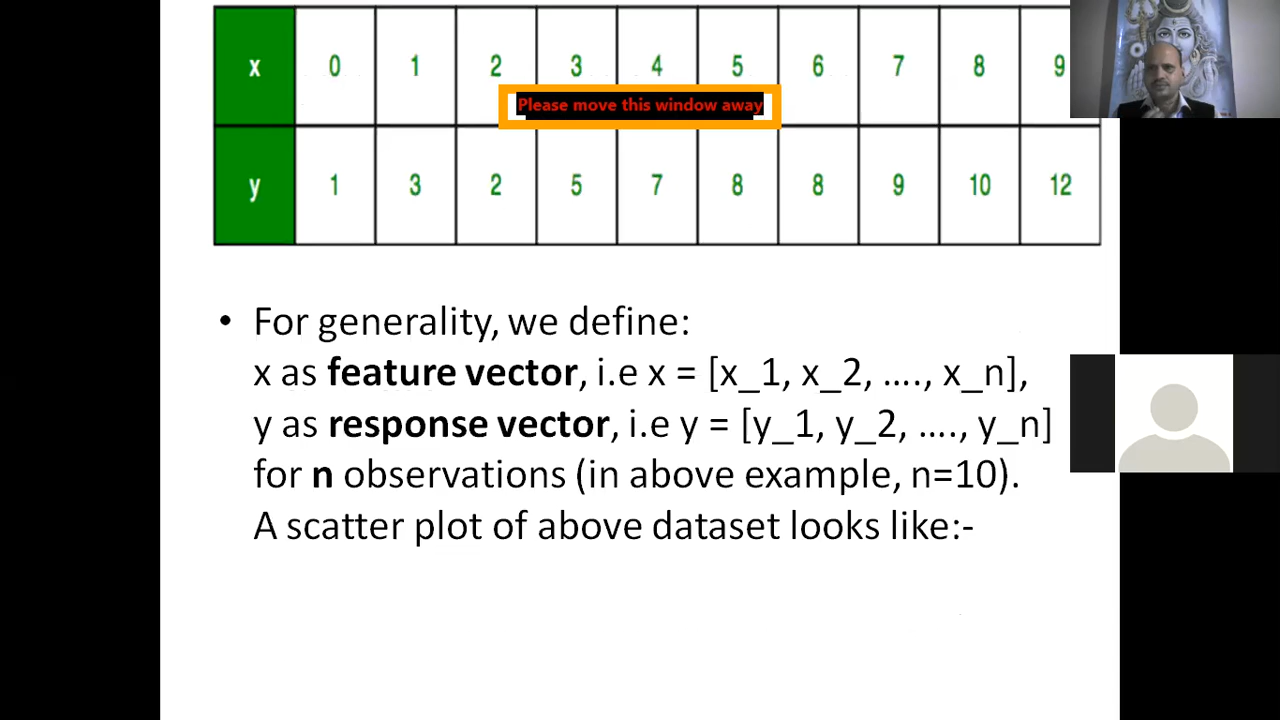 x 0 1 2 3 4 5 6 7 8 9
Please move this window away
y 1 3 2 5 7 8 8 9 10 12
• For generality, we define:
x as feature vector, i.e x = [x_1, x_2, …., x_n],
y as response vector, i.e y = [y_1, y_2, …., y_n]
for n observations (in above example, n=10).
A scatter plot of above dataset looks like:-